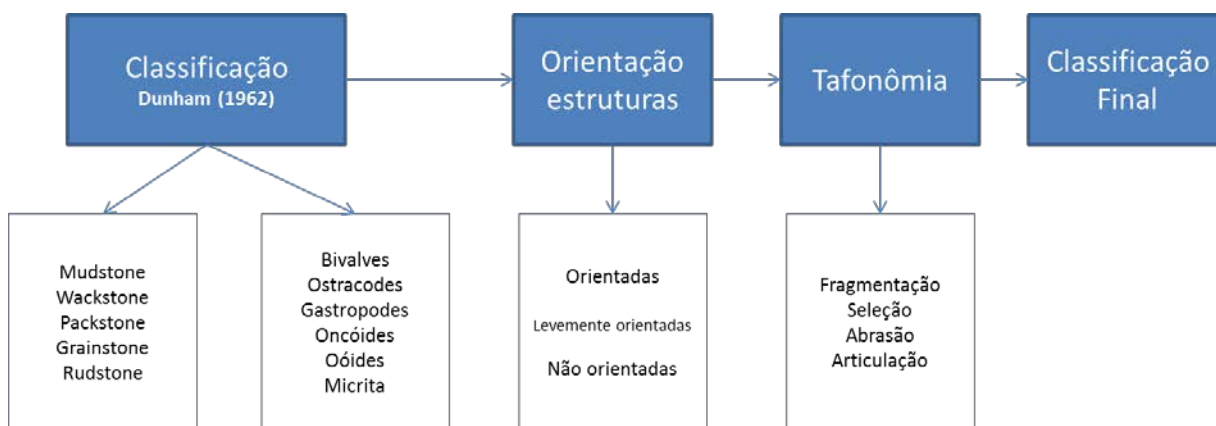 Classificação
Dunham (1962)
Orientação
estruturas
Tafonômia
Classificação
Final
Mudstone
Wackstone
Packstone
Grainstone
Rudstone
Bivalves
Ostracodes
Gastropodes
Oncóides
Oóides
Micrita
Orientadas
Levemente orientadas
Não orientadas
Fragmentação
Seleção
Abrasão
Articulação